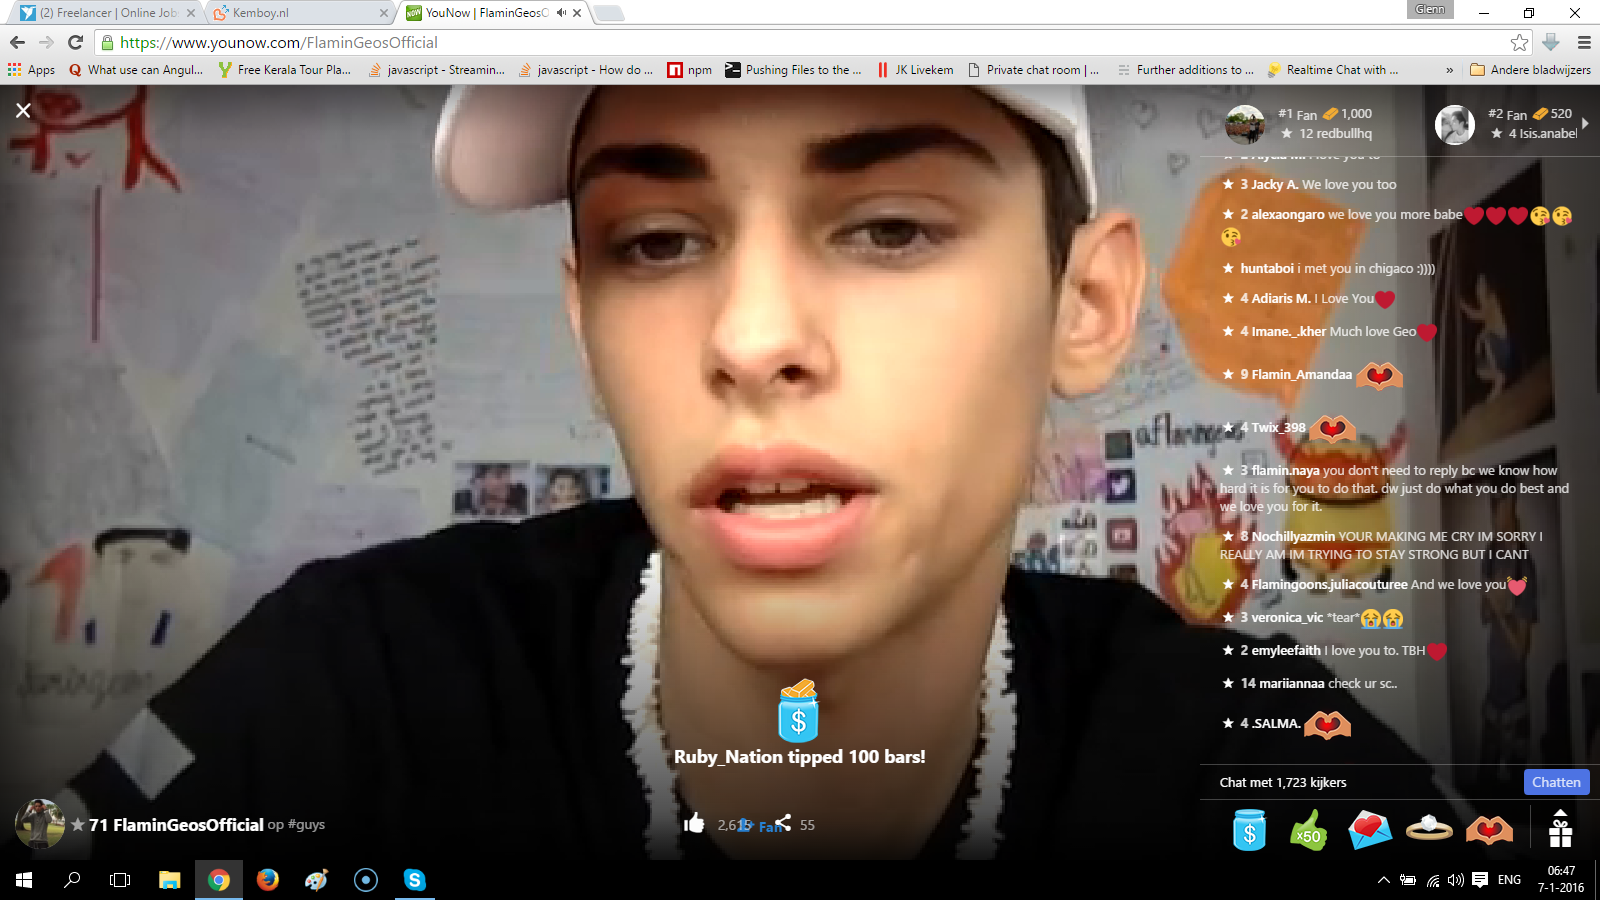 (2) Freelancer | Online Job
Kemboy.nl
YouNow | FlaminGeosO
Glenn
https://www.younow.com/FlaminGeosOfficial
Apps
What use can Angul...
Free Kerala Tour Pla...
javascript - Streamin...
javascript - How do ...
npm
Pushing Files to the ...
JK Livekem
Private chat room | ...
Further additions to ...
Realtime Chat with ...
»
Andere bladwijzers
#1 Fan 1,000
★ 12 redbullhq
#2 Fan 520
★ 4 Isis.anabel
★ 3 Jacky A. We love you too
★ 2 alexaongaro we love you more babe❤❤❤😘😘
😘
★ huntaboi i met you in chigaco :))))
★ 4 Adiaris M. I Love You❤
★ 4 Imane._.kher Much love Geo❤
★ 9 Flamin_Amandaa
★ 4 Twix_398
★ 3 flamin.naya you don't need to reply bc we know how
hard it is for you to do that. dw just do what you do best and
we love you for it.
★ 8 Nochillyazmin YOUR MAKING ME CRY IM SORRY I
REALLY AM IM TRYING TO STAY STRONG BUT I CANT
★ 4 Flamingoons.juliacouturee And we love you💓
★ 3 veronica_vic *tear*😭😭
★ 2 emyleefaith I love you to. TBH❤
★ 14 mariiannaa check ur sc..
★ 4 .SALMA.
$
Ruby_Nation tipped 100 bars!
Chat met 1,723 kijkers
Chatten
★ 71 FlaminGeosOfficial op #guys
Fan
55
$
x50
ENG
06:47
7-1-2016